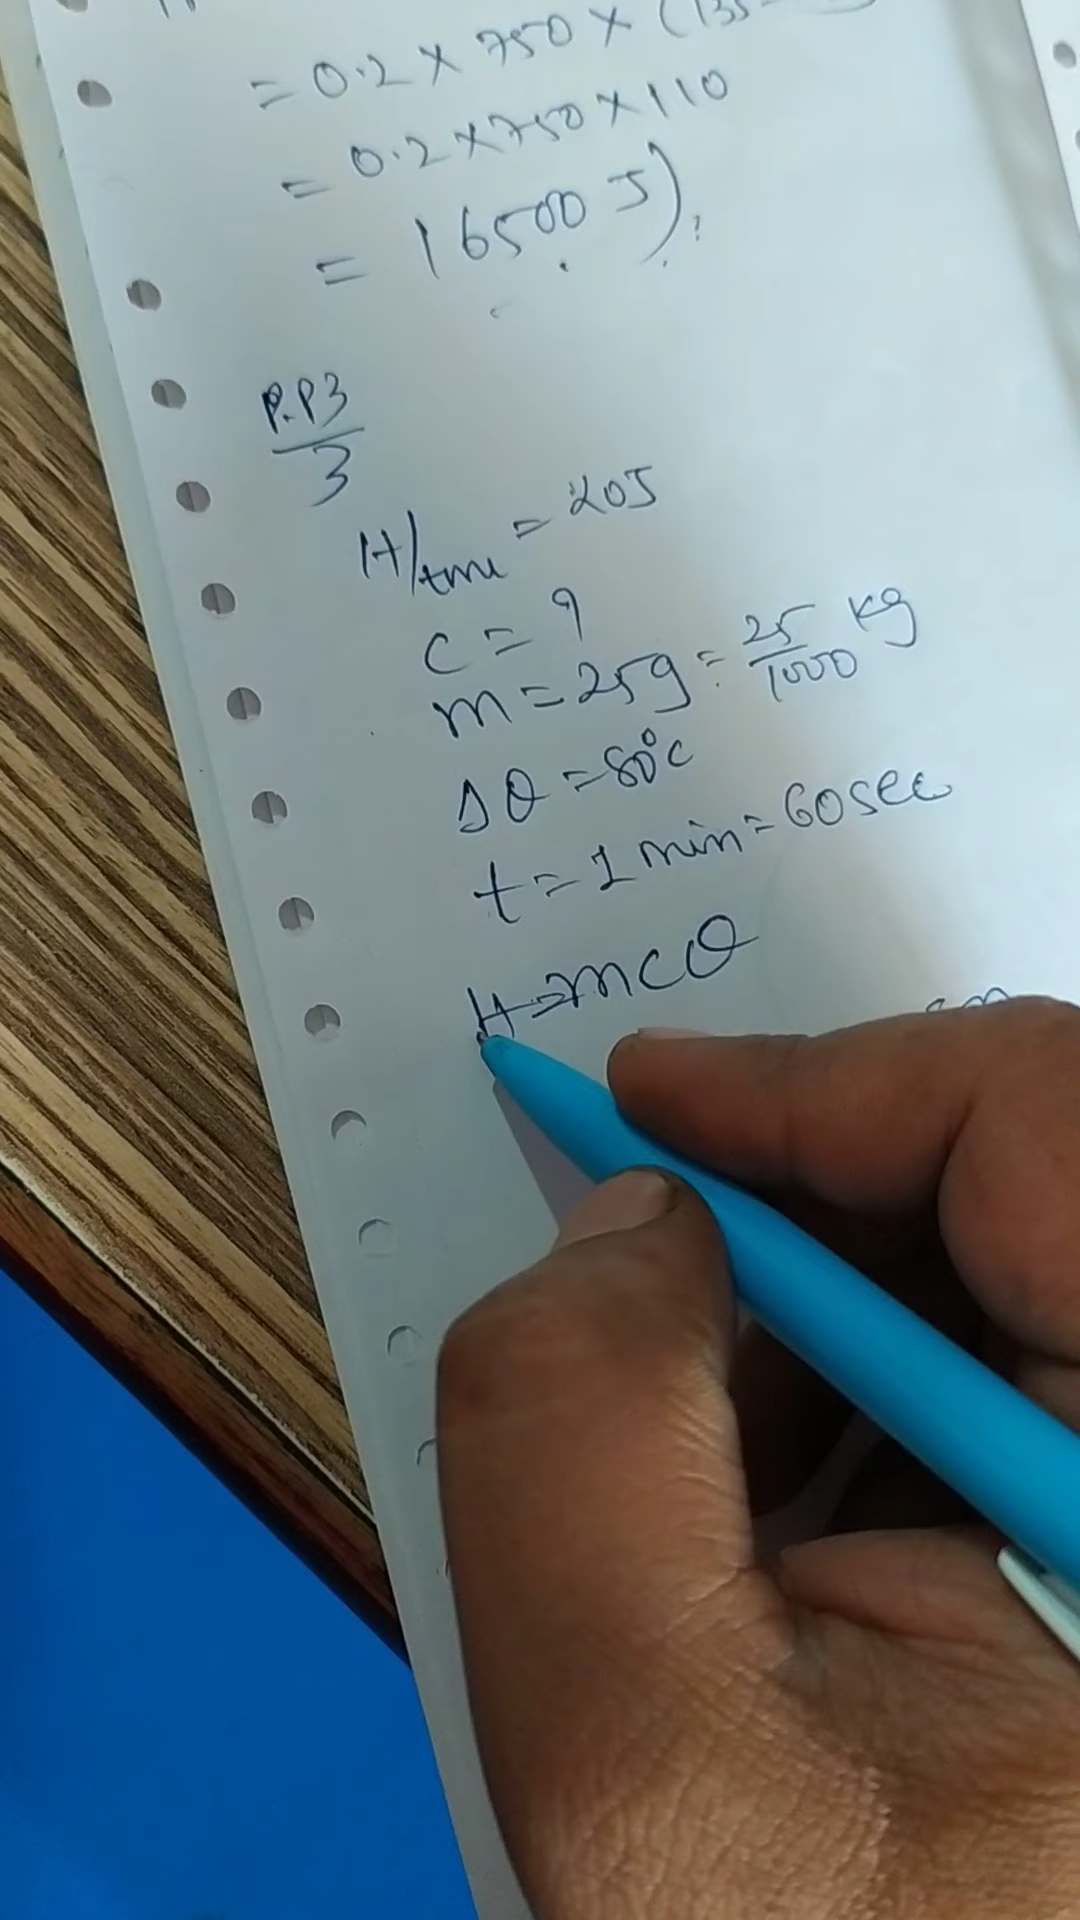 = 0.2 × 750 × (135
= 0.2 × 750 × 110
= 16500 J)
P.P3
3
H/time = 20J
c = ?
m = 25g = 25/1000 kg
Δθ = 80°C
t = 1 min = 60sec
H = mcθ